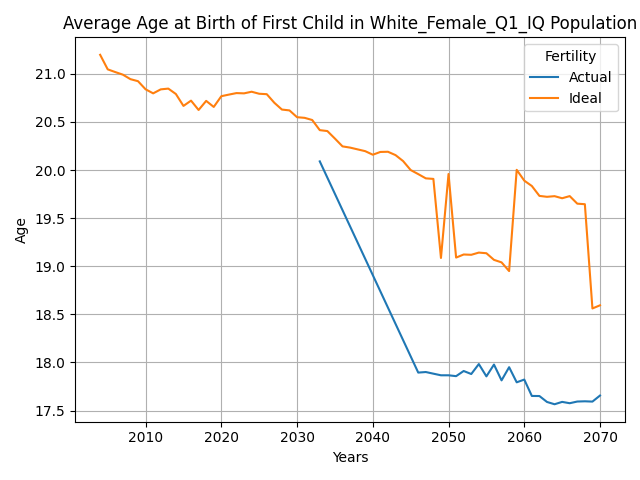 Average Age at Birth of First Child in White_Female_Q1_IQ Population
Fertility
Actual
Ideal
Age
21.0
20.5
20.0
19.5
19.0
18.5
18.0
17.5
2010 2020 2030 2040 2050 2060 2070
Years